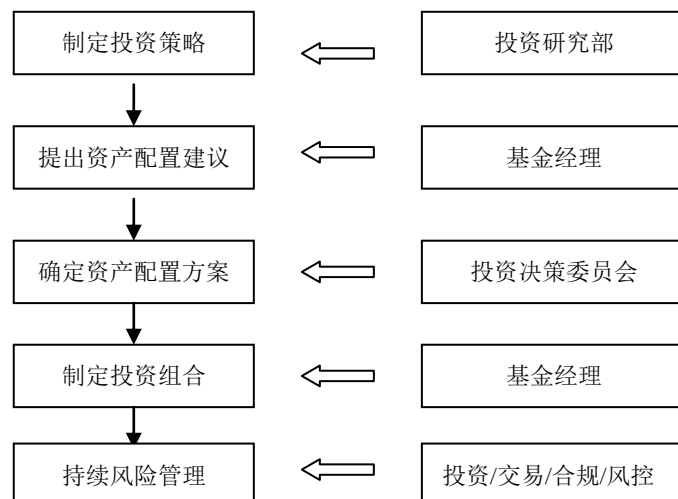 制定投资策略
投资研究部
提出资产配置建议
基金经理
确定资产配置方案
投资决策委员会
制定投资组合
基金经理
持续风险管理
投资/交易/合规/风控